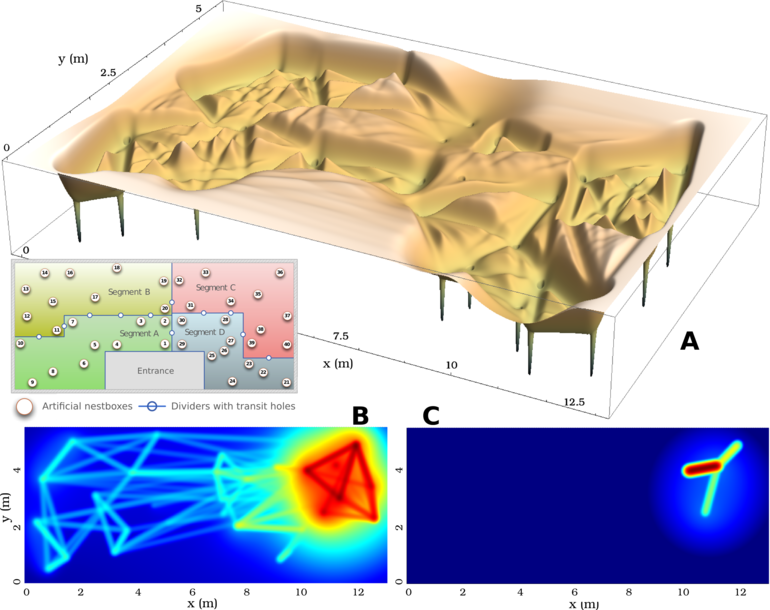 5
y (m)
2.5
0
0
7.5
x (m)
10
12.5
A
18
14 16 33 36
19 32
13 Segment B Segment C
17 35
15 31 34
20
12 37
7 3 2 30 28
11 Segment A Segment D 38
10 5 4 1 29 27 39 40
26
25
6 23
8 Entrance 22
9 24 21
Artificial nestboxes Dividers with transit holes
B
C
y (m)
4
2
0
0 2 4 6 8 10 12
x (m)
4
2
0
0 2 4 6 8 10 12
x (m)